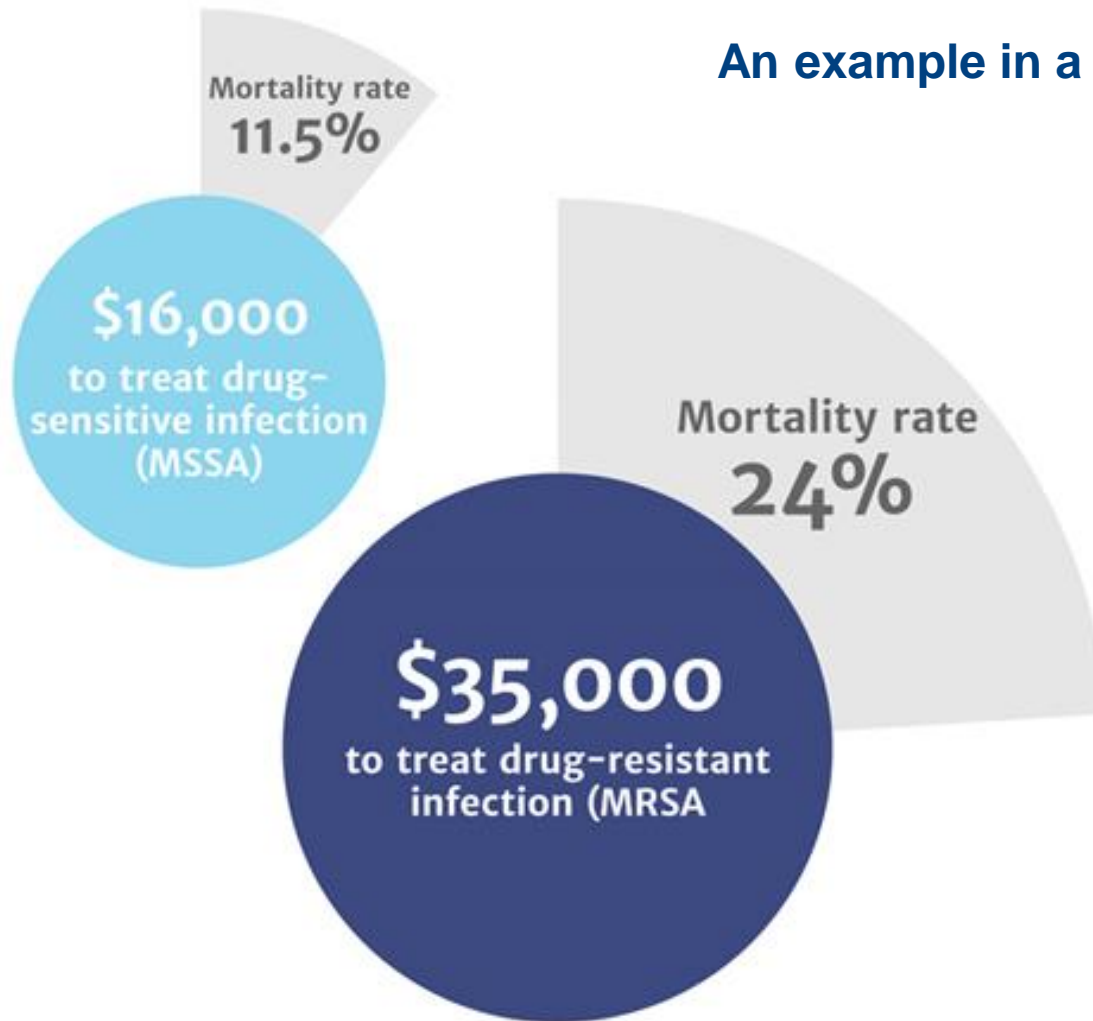 An example in a
Mortality rate
11.5%
$16,000
to treat drug-
sensitive infection
(MSSA)
Mortality rate
24%
$35,000
to treat drug-resistant
infection (MRSA